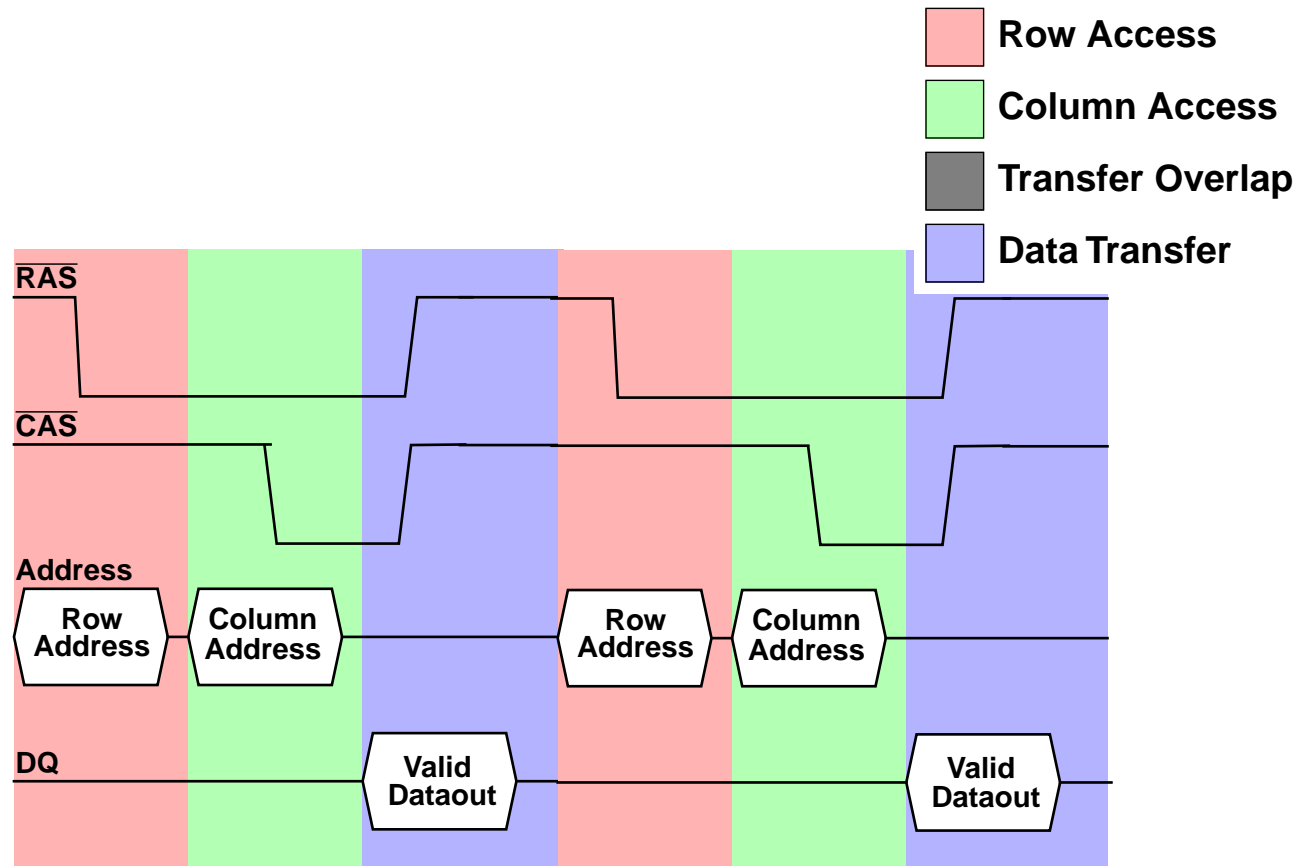 Row Access
Column Access
Transfer Overlap
Data Transfer
RAS
CAS
Address
Row
Address
Column
Address
Row
Address
Column
Address
DQ
Valid
Dataout
Valid
Dataout